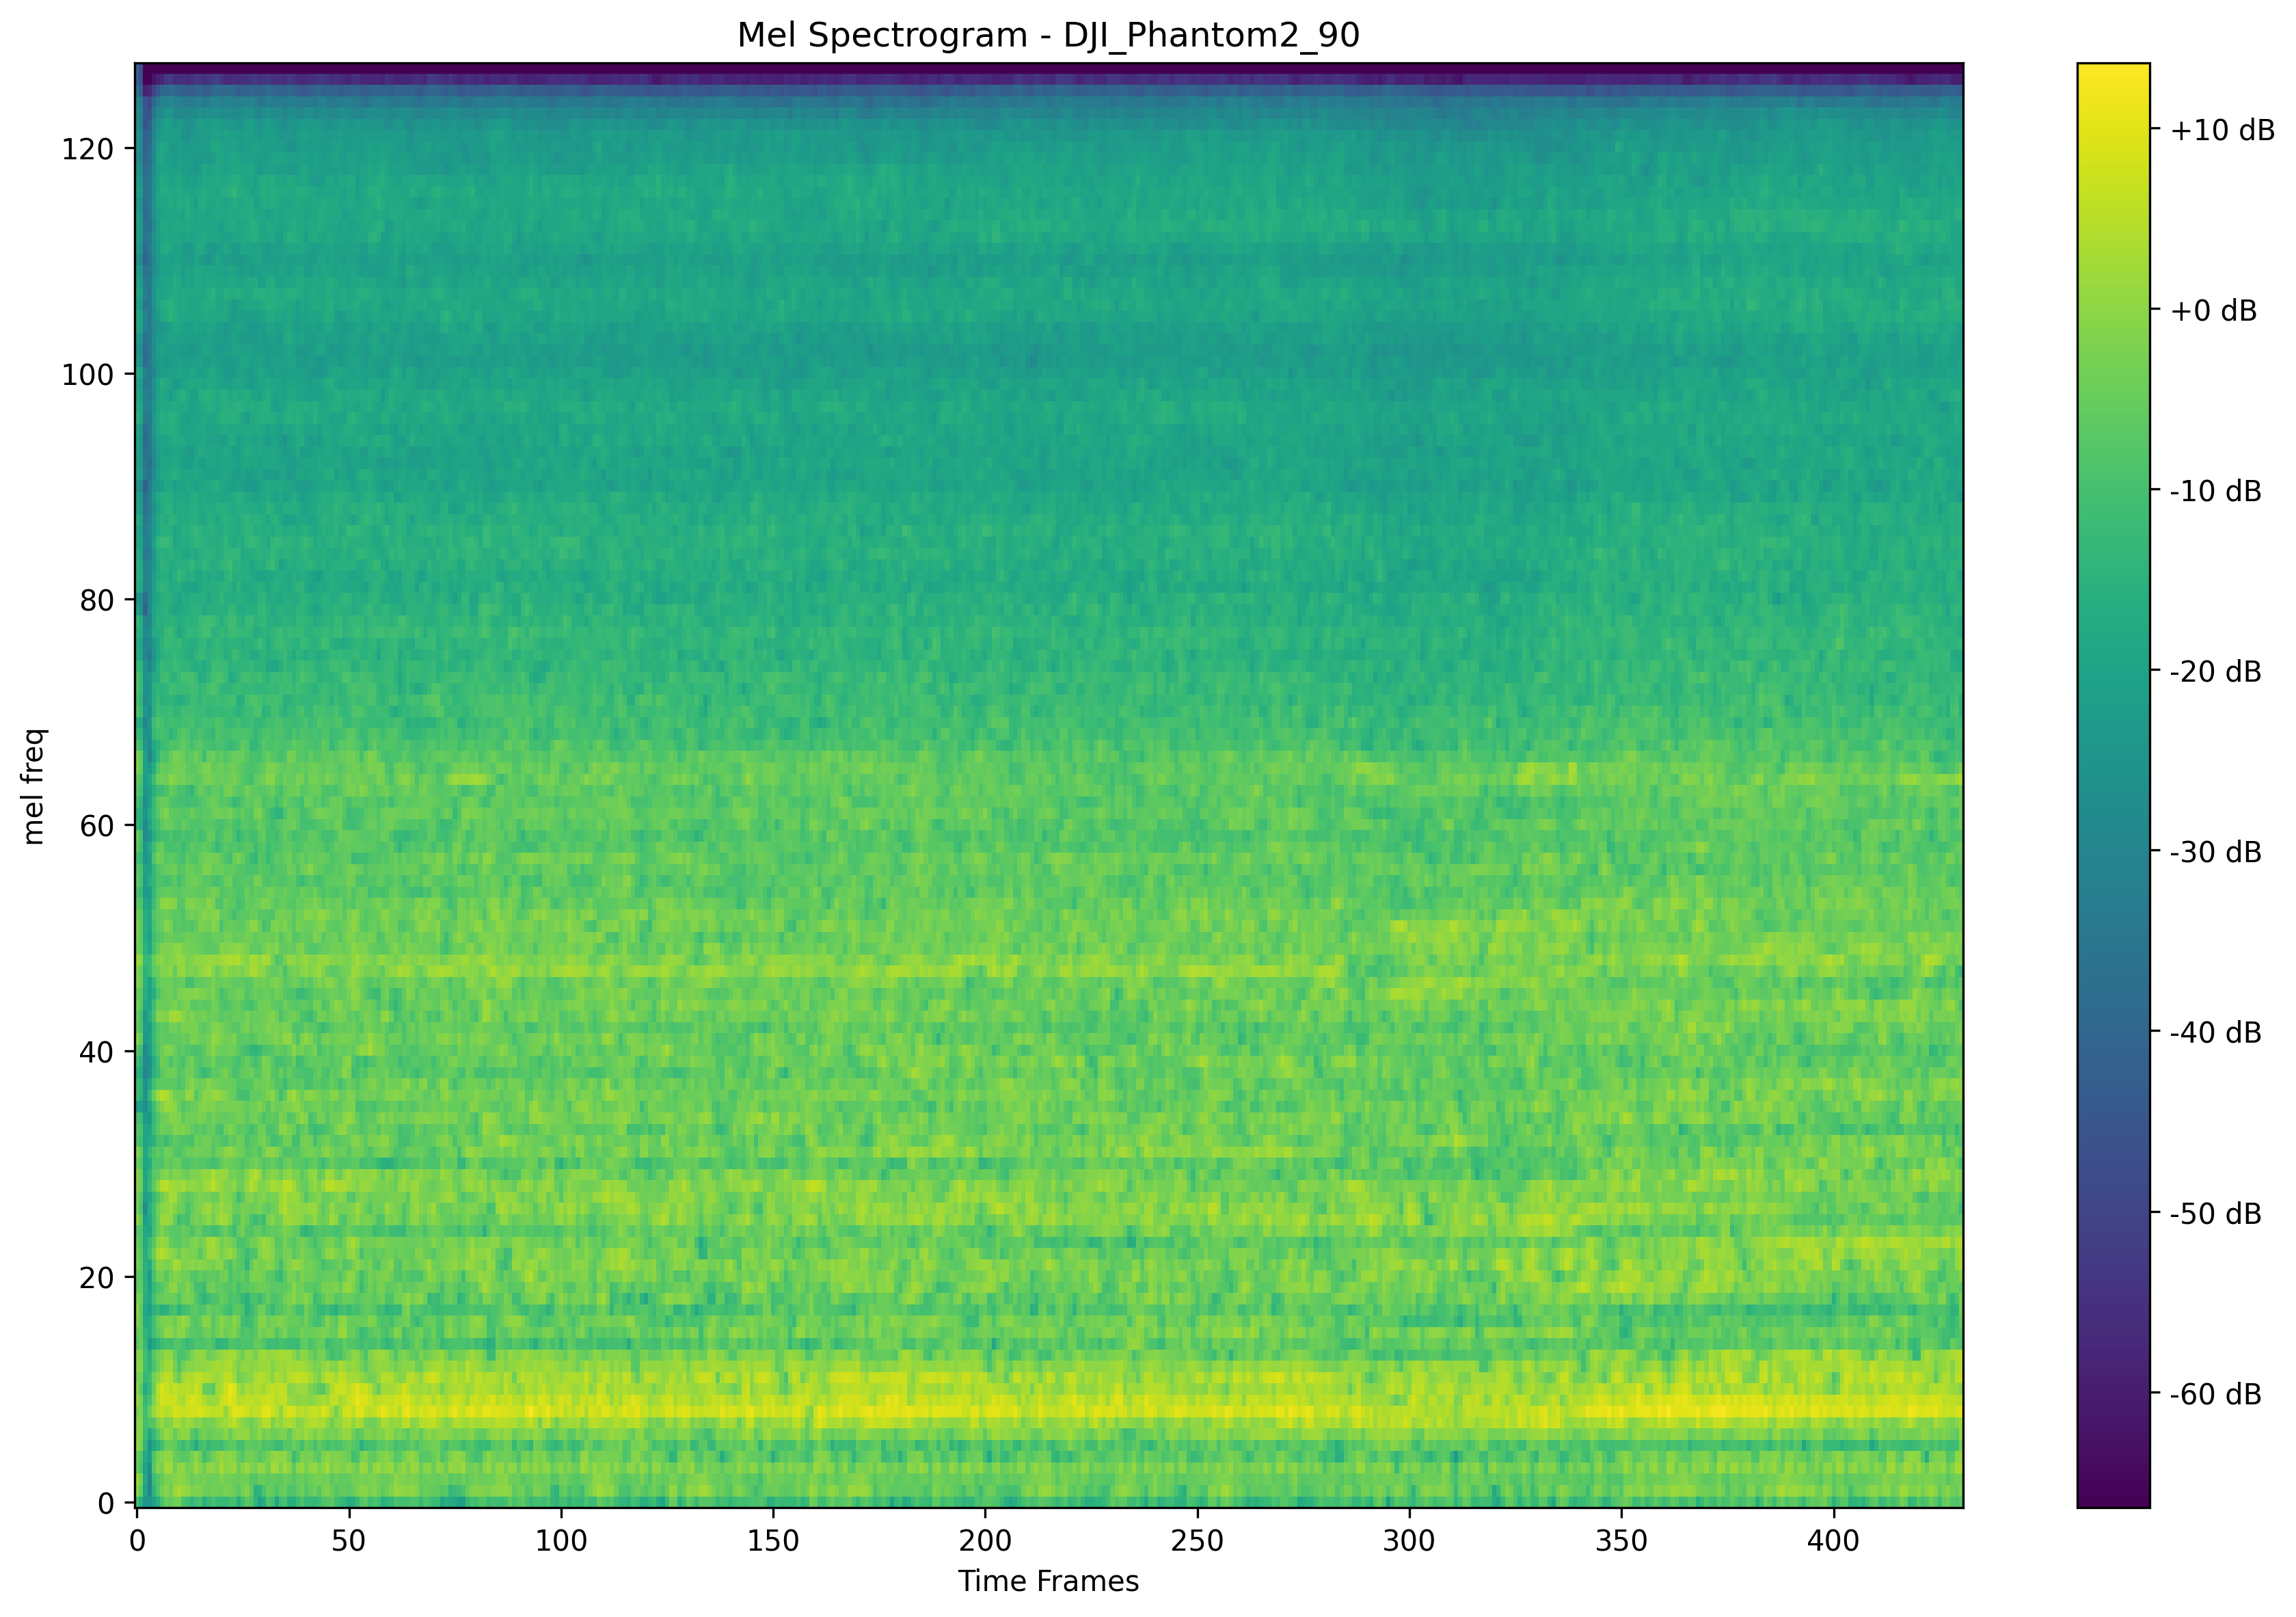 Mel Spectrogram - DJI_Phantom2_90
mel freq
120
100
80
60
40
20
0
0 50 100 150 200 250 300 350 400
Time Frames
+10 dB
+0 dB
-10 dB
-20 dB
-30 dB
-40 dB
-50 dB
-60 dB